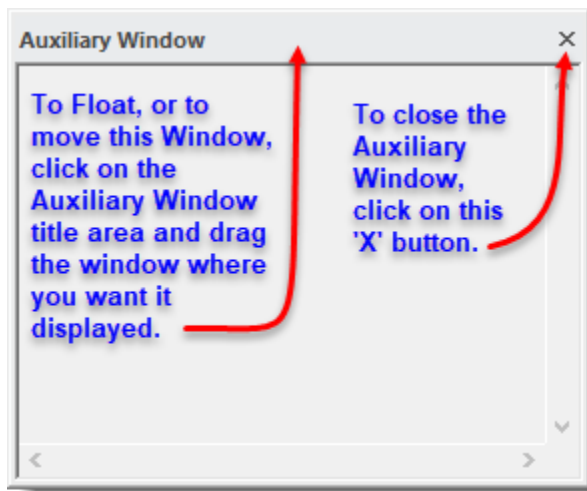 Auxiliary Window
To Float, or to
move this Window,
click on the
Auxiliary Window
title area and drag
the window where
you want it
displayed.
To close the
Auxiliary
Window,
click on this
'X' button.